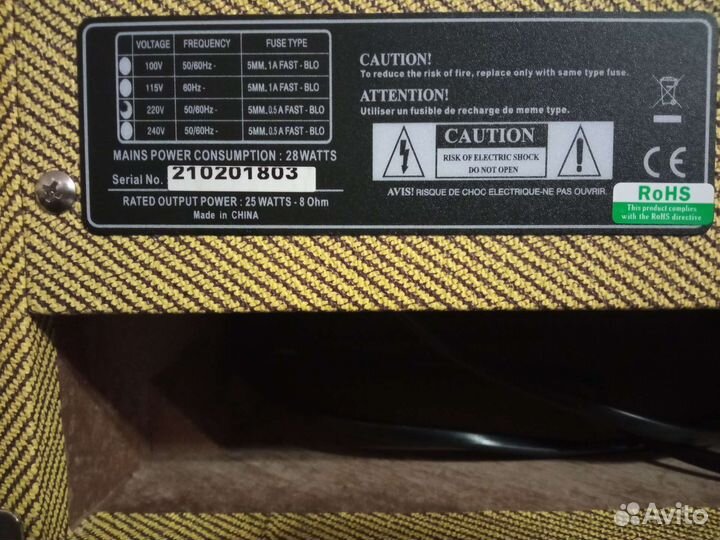 VOLTAGE FREQUENCY FUSE TYPE
100V 50/60Hz - 5MM. 1A FAST - BLO
115V 60Hz - 5MM. 1A FAST - BLO
220V 50/60Hz - 5MM. 0.5 A FAST - BLO
240V 50/60Hz - 5MM. 0.5 A FAST - BLO
MAINS POWER CONSUMPTION : 28 WATTS
Serial No. 210201803
RATED OUTPUT POWER : 25 WATTS - 8 Ohm
Made in CHINA
CAUTION!
To reduce the risk of fire, replace only with same type fuse.
ATTENTION!
Utiliser un fusible de recharge de meme type.
CAUTION
RISK OF ELECTRIC SHOCK
DO NOT OPEN
AVIS! RISQUE DE CHOC ELECTRIQUE-NE PAS OUVRIR.
CE
RoHS
This product complies
with the RoHS directive
Avito